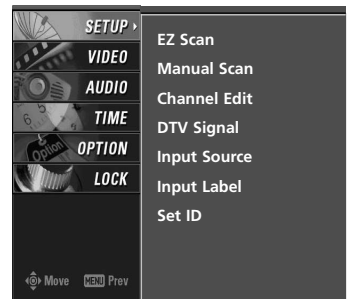 SETUP
VIDEO
AUDIO
TIME
OPTION
LOCK
Option
Move MENU Prev
EZ Scan
Manual Scan
Channel Edit
DTV Signal
Input Source
Input Label
Set ID